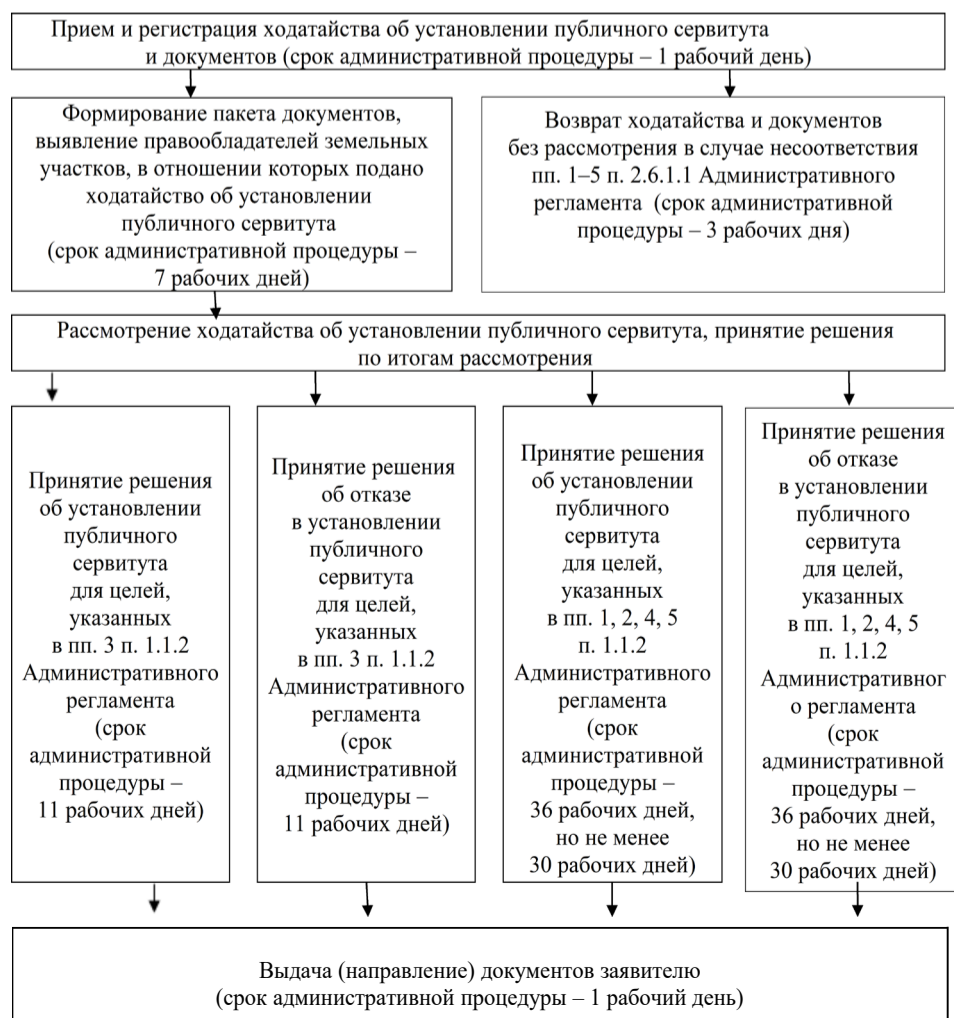 Прием и регистрация ходатайства об установлении публичного сервитута
и документов (срок административной процедуры – 1 рабочий день)
Формирование пакета документов,
выявление правообладателей земельных
участков, в отношении которых подано
ходатайство об установлении
публичного сервитута
(срок административной процедуры –
7 рабочих дней)
Возврат ходатайства и документов
без рассмотрения в случае несоответствия
пп. 1–5 п. 2.6.1.1 Административного
регламента (срок административной
процедуры – 3 рабочих дня)
Рассмотрение ходатайства об установлении публичного сервитута, принятие решения
по итогам рассмотрения
Принятие решения
об установлении
публичного
сервитута
для целей,
указанных
в пп. 3 п. 1.1.2
Административного
регламента
(срок
административной
процедуры –
11 рабочих дней)
Принятие решения
об отказе
в установлении
публичного
сервитута
для целей,
указанных
в пп. 3 п. 1.1.2
Административного
регламента
(срок
административной
процедуры –
11 рабочих дней)
Принятие решения
об установлении
публичного
сервитута
для целей,
указанных
в пп. 1, 2, 4, 5
п. 1.1.2
Административного
регламента
(срок
административной
процедуры –
36 рабочих дней,
но не менее
30 рабочих дней)
Принятие решения
об отказе
в установлении
публичного
сервитута
для целей,
указанных
в пп. 1, 2, 4, 5
п. 1.1.2
Административног
о регламента
(срок
административной
процедуры –
36 рабочих дней,
но не менее
30 рабочих дней)
Выдача (направление) документов заявителю
(срок административной процедуры – 1 рабочий день)